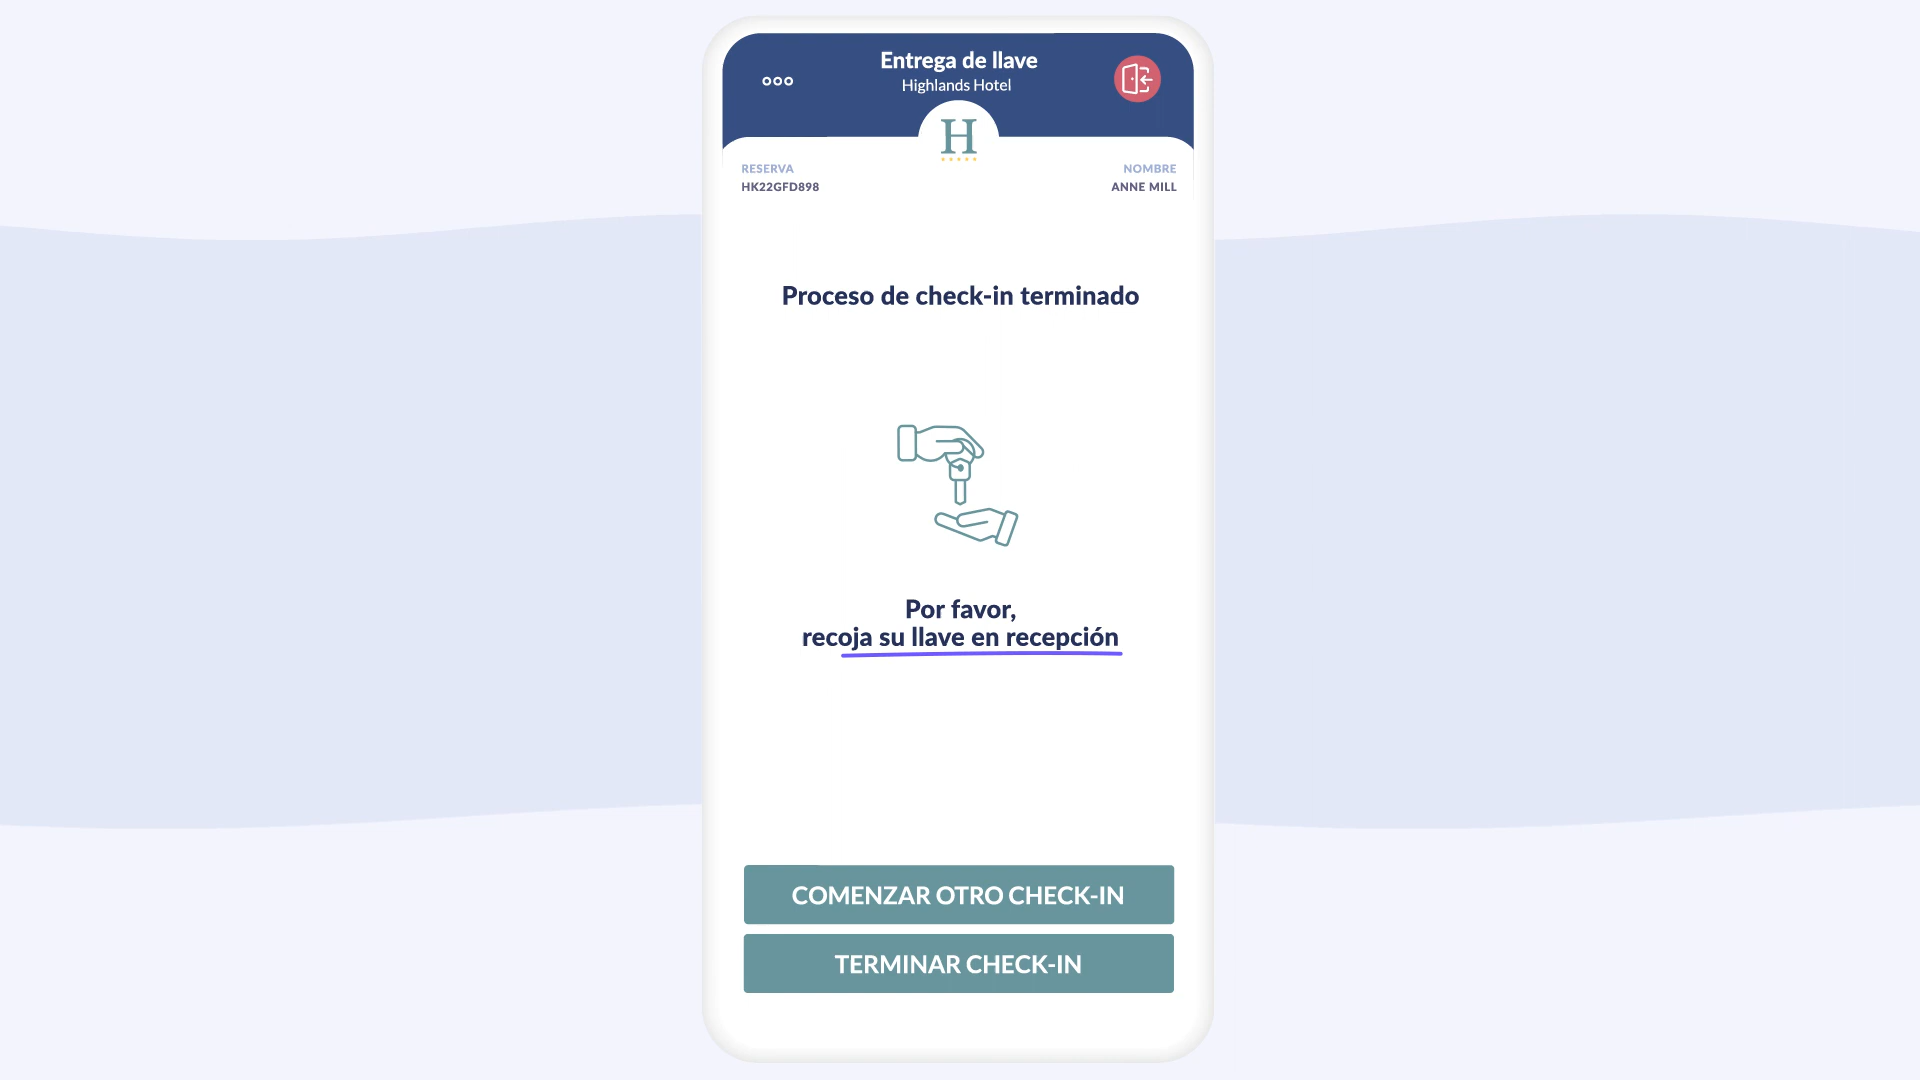 Entrega de llave
Highlands Hotel
H
RESERVA
NOMBRE
HK22GFD898
ANNE MILL
Proceso de check-in terminado
Por favor,
recoja su llave en recepción
COMENZAR OTRO CHECK-IN
TERMINAR CHECK-IN